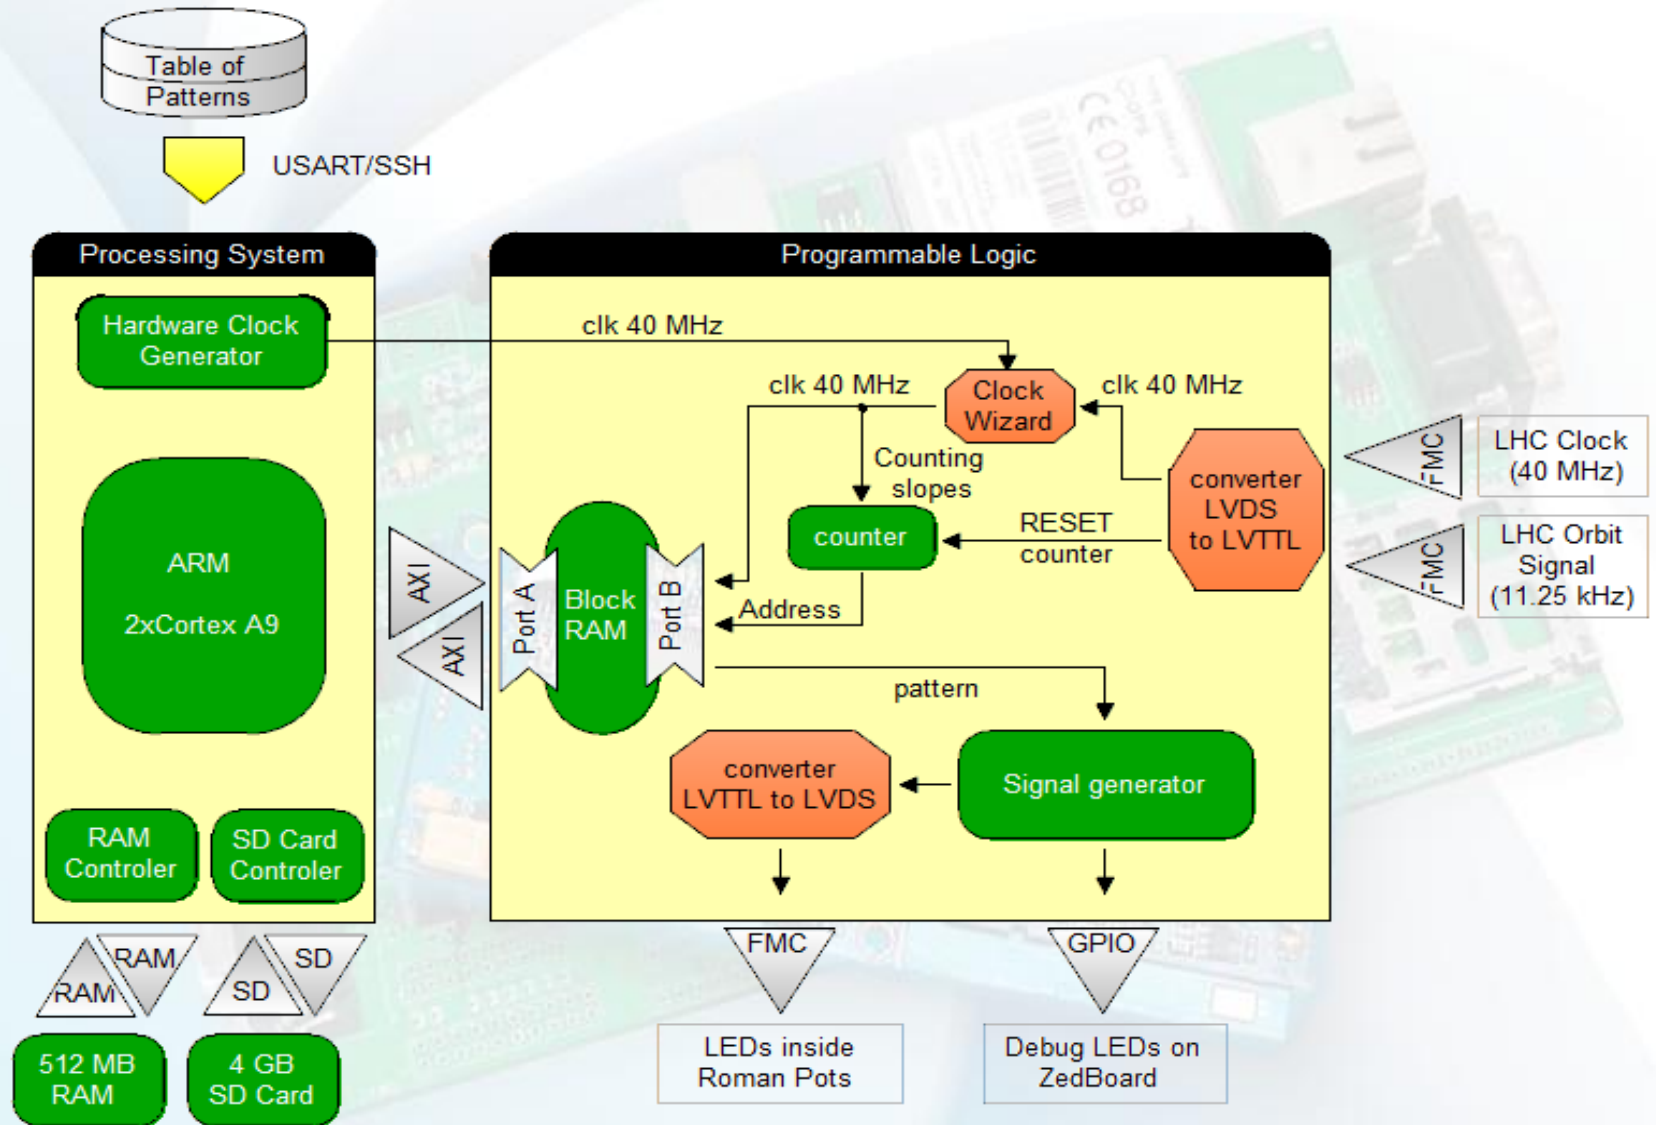 Table of
Patterns
USART/SSH
Processing System
Programmable Logic
Hardware Clock
Generator
clk 40 MHz
clk 40 MHz
Clock
Wizard
clk 40 MHz
Counting
slopes
converter
LVDS
to LVTTL
FMC
LHC Clock
(40 MHz)
RESET
counter
counter
FMC
LHC Orbit
Signal
(11.25 kHz)
ARM
2xCortex A9
AXI
AXI
Port A
Block
RAM
Port B
Address
pattern
converter
LVTTL to LVDS
Signal generator
RAM
Controler
SD Card
Controler
RAM
RAM
SD
SD
FMC
GPIO
512 MB
RAM
4 GB
SD Card
LEDs inside
Roman Pots
Debug LEDs on
ZedBoard
CE 0168